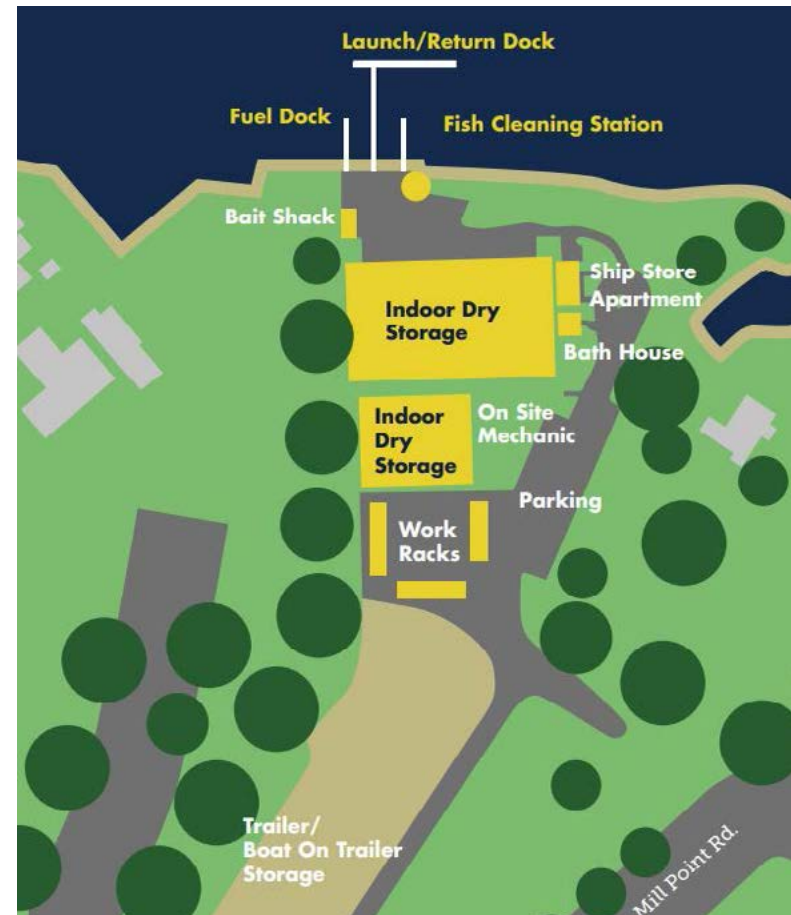 Launch/Return Dock
Fuel Dock
Fish Cleaning Station
Bait Shack
Ship Store
Apartment
Indoor Dry
Storage
Bath House
Indoor
Dry
Storage
On Site
Mechanic
Parking
Work
Racks
Trailer/
Boat On Trailer
Storage
Mill Point Rd.